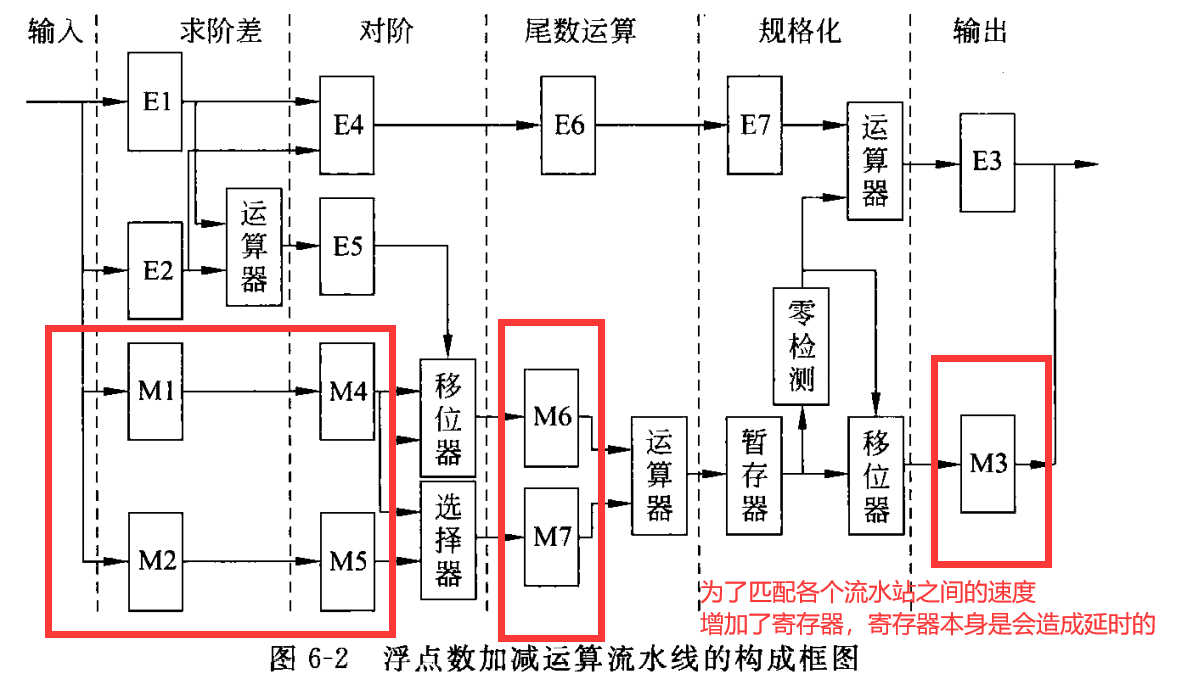 输入 求阶差 对阶 尾数运算 规格化 输出
E1 E4 E6 E7 运算器 E3
E2 运算器 E5
零检测
M1 M4 移位器 M6 运算器 暂存器 移位器 M3
M2 M5 选择器 M7
为了匹配各个流水站之间的速度
增加了寄存器，寄存器本身是会造成延时的
图 6-2 浮点数加减运算流水线的构成框图